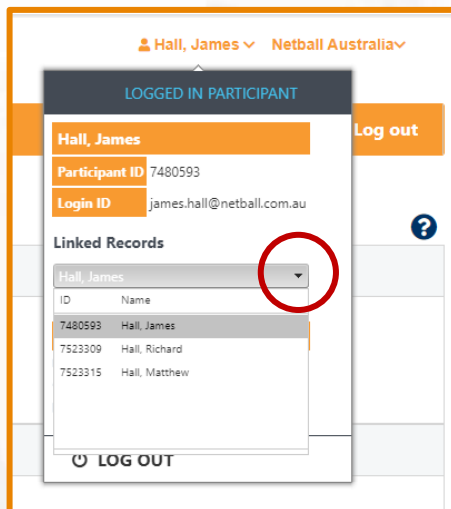 Hall, James Netball Australia
LOGGED IN PARTICIPANT
Log out
Hall, James
Participant ID 7480593
Login ID james.hall@netball.com.au
Linked Records
Hall, James
ID Name
7480593 Hall, James
7523309 Hall, Richard
7523315 Hall, Matthew
LOG OUT